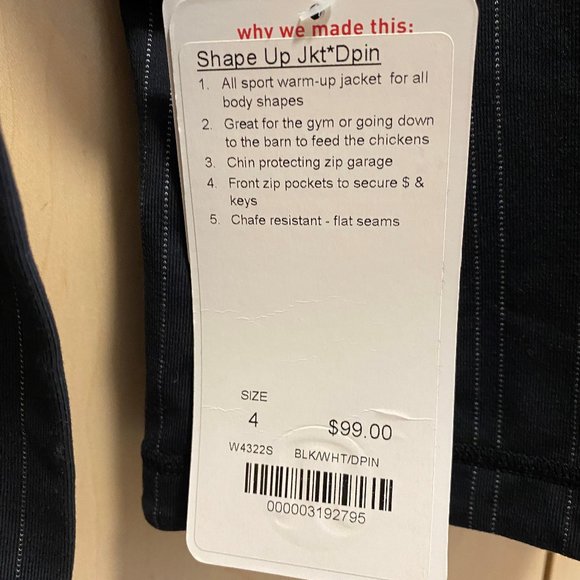 why we made this:
Shape Up Jkt*Dpin
1. All sport warm-up jacket for all
body shapes
2. Great for the gym or going down
to the barn to feed the chickens
3. Chin protecting zip garage
4. Front zip pockets to secure $ &
keys
5. Chafe resistant - flat seams
SIZE
4 $99.00
W4322S BLK/WHT/DPIN
000003192795